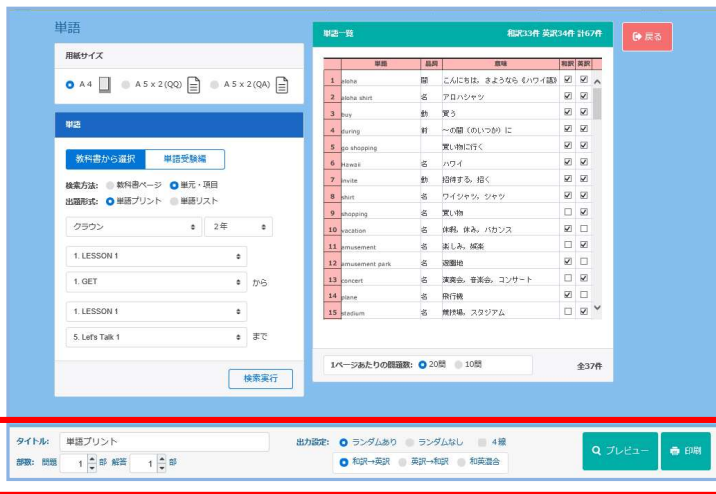 単語
用紙サイズ
A 4 A 5 x 2 (QQ) A 5 x 2 (QA)
単語
教科書から選択 単語受験編
検索方法: 教科書ページ 単元・項目
出題形式: 単語プリント 単語リスト
クラウン 2年
1. LESSON 1
1. GET から
1. LESSON 1
5. Let's Talk 1 まで
検索実行
単語一覧 和訳33件 英訳34件 計67件
戻る
単語 品詞 意味 和訳 英訳
1 aloha 間 こんにちは、さようなら《ハワイ語》
2 aloha shirt 名 アロハシャツ
3 buy 動 買う
4 during 前 ～の間（のいつか）に
5 go shopping 買い物に行く
6 Hawaii 名 ハワイ
7 invite 動 招待する、招く
8 shirt 名 ワイシャツ、シャツ
9 shopping 名 買い物
10 vacation 名 休暇、休み、バカンス
11 amusement 名 楽しみ、娯楽
12 amusement park 名 遊園地
13 concert 名 演奏会、音楽会、コンサート
14 plane 名 飛行機
15 stadium 名 競技場、スタジアム
1ページあたりの問題数: 20問 10問 全37件
タイトル: 単語プリント
部数: 問題 1 部 解答 1 部
出力設定: ランダムあり ランダムなし 4線
和訳→英訳 英訳→和訳 和英混合
プレビュー 印刷